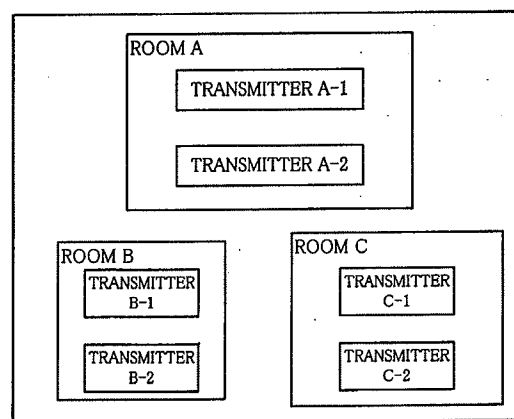 ROOM A
TRANSMITTER A-1
TRANSMITTER A-2
ROOM B
TRANSMITTER
B-1
TRANSMITTER
B-2
ROOM C
TRANSMITTER
C-1
TRANSMITTER
C-2